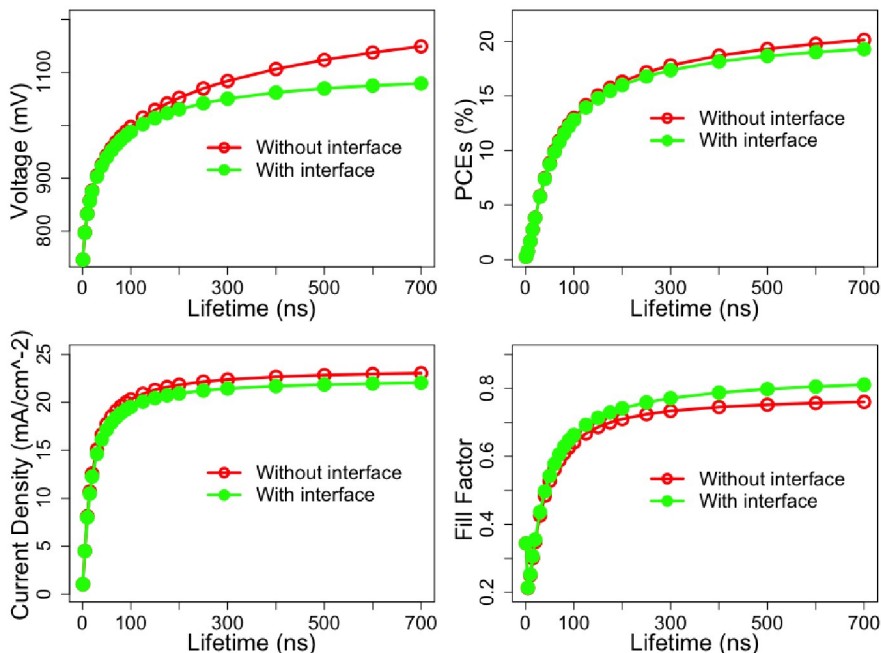 Voltage (mV)
1100
900
800
Without interface
With interface
0 100 300 500 700
Lifetime (ns)
PCEs (%)
20
15
10
5
0
Without interface
With interface
0 100 300 500 700
Lifetime (ns)
Current Density (mA/cm^-2)
25
20
15
10
5
0
Without interface
With interface
0 100 300 500 700
Lifetime (ns)
Fill Factor
0.8
0.6
0.4
0.2
Without interface
With interface
0 100 300 500 700
Lifetime (ns)